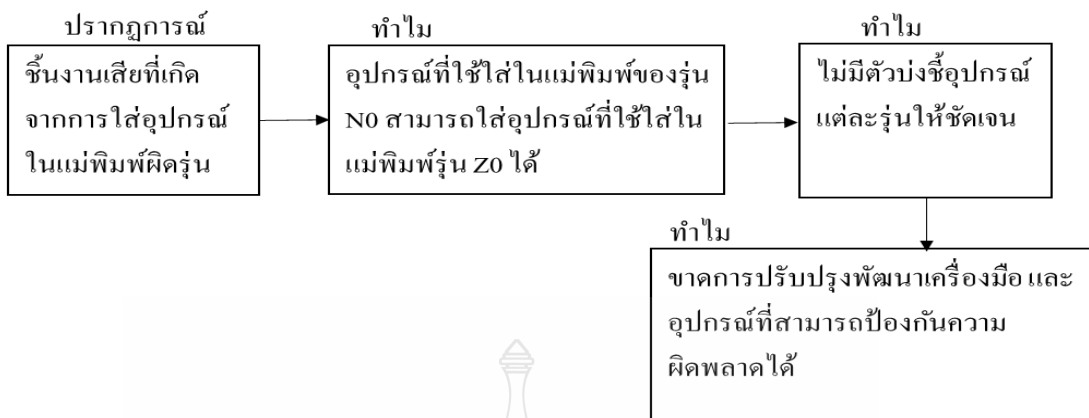 ปรากฏการณ์
ชิ้นงานเสียที่เกิด
จากการใส่อุปกรณ์
ในแม่พิมพ์ผิดรุ่น
ทำไม
อุปกรณ์ที่ใช้ใส่ในแม่พิมพ์ของรุ่น
N0 สามารถใส่อุปกรณ์ที่ใช้ใส่ใน
แม่พิมพ์รุ่น Z0 ได้
ทำไม
ไม่มีตัวบ่งชี้อุปกรณ์
แต่ละรุ่นให้ชัดเจน
ทำไม
ขาดการปรับปรุงพัฒนาเครื่องมือ และ
อุปกรณ์ที่สามารถป้องกันความ
ผิดพลาดได้